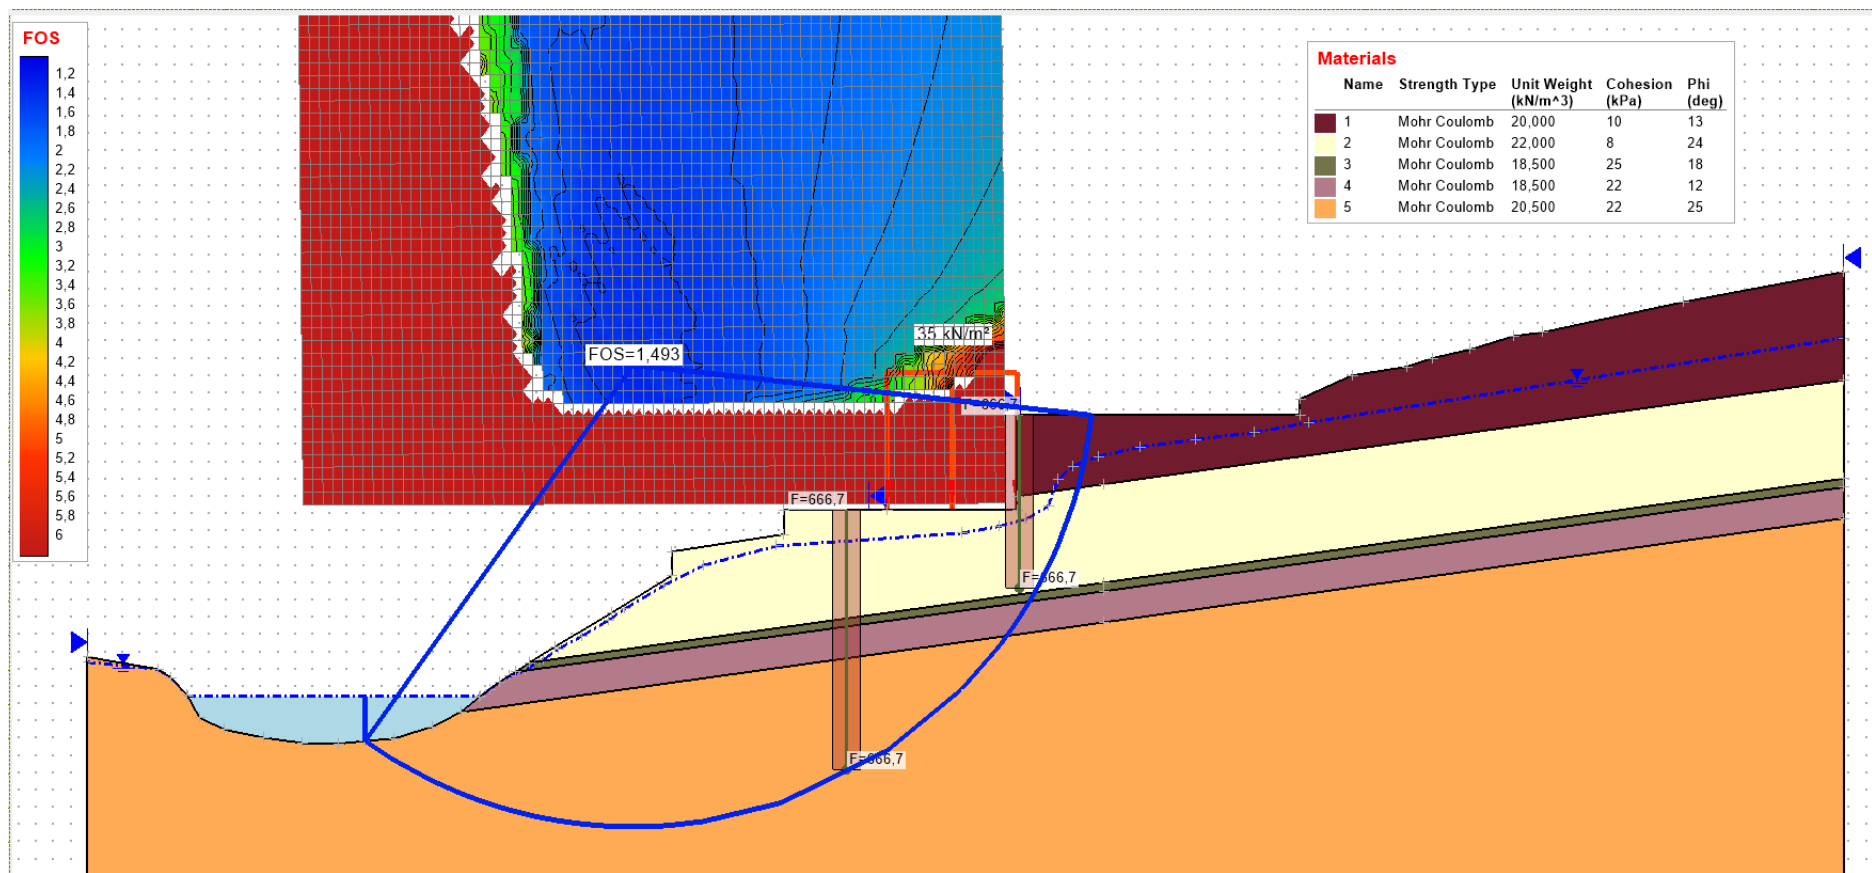 FOS
1,2
1,4
1,6
1,8
2
2,2
2,4
2,6
2,8
3
3,2
3,4
3,6
3,8
4
4,2
4,4
4,6
4,8
5
5,2
5,4
5,6
5,8
6
Materials
Name Strength Type Unit Weight (kN/m^3) Cohesion (kPa) Phi (deg)
1 Mohr Coulomb 20,000 10 13
2 Mohr Coulomb 22,000 8 24
3 Mohr Coulomb 18,500 25 18
4 Mohr Coulomb 18,500 22 12
5 Mohr Coulomb 20,500 22 25
35 kN/m²
FOS=1,493
F=666,7
F=666,7
F=666,7
F=666,7